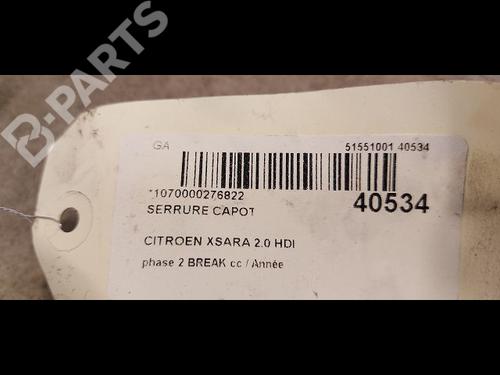 B-PARTS
GA 51551001 40534
*1070000276822 40534
SERRURE CAPOT
CITROEN XSARA 2.0 HDI
phase 2 BREAK cc / Année